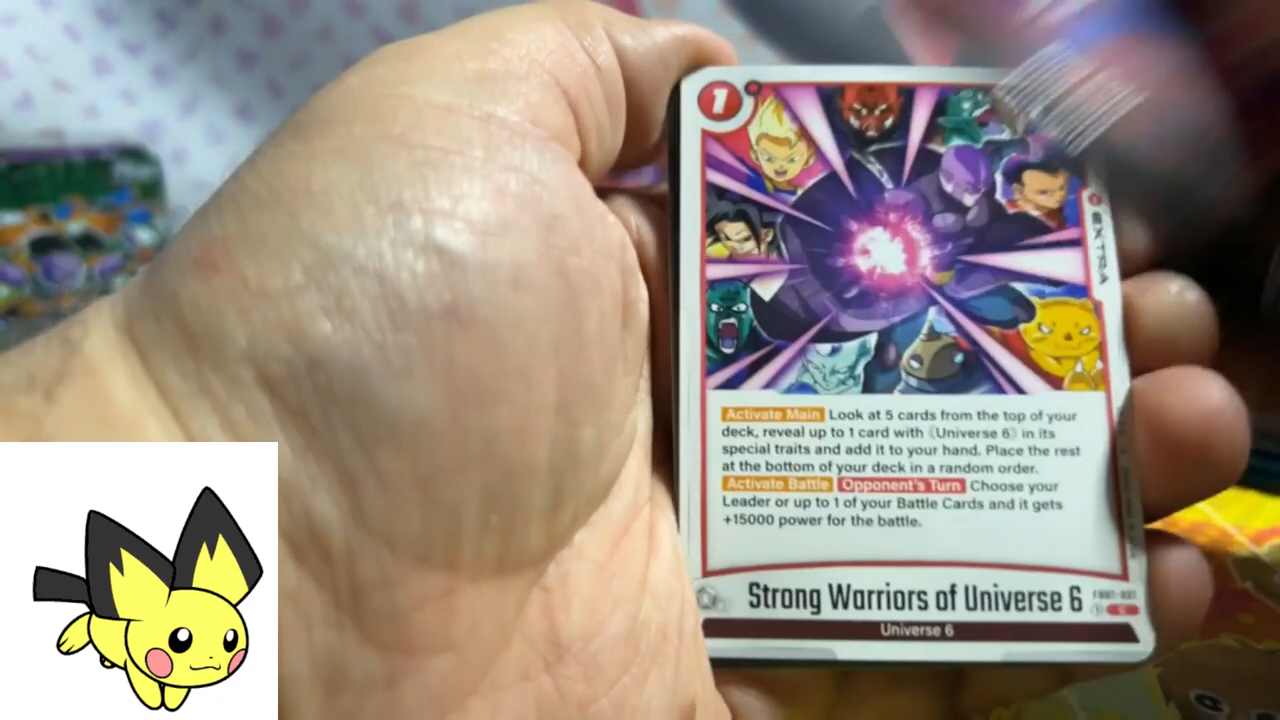 1
EXTRA
Activate Main Look at 5 cards from the top of your
deck, reveal up to 1 card with 《Universe 6》 in its
special traits and add it to your hand. Place the rest
at the bottom of your deck in a random order.
Activate Battle Opponent's Turn Choose your
Leader or up to 1 of your Battle Cards and it gets
+15000 power for the battle.
Strong Warriors of Universe 6
Universe 6